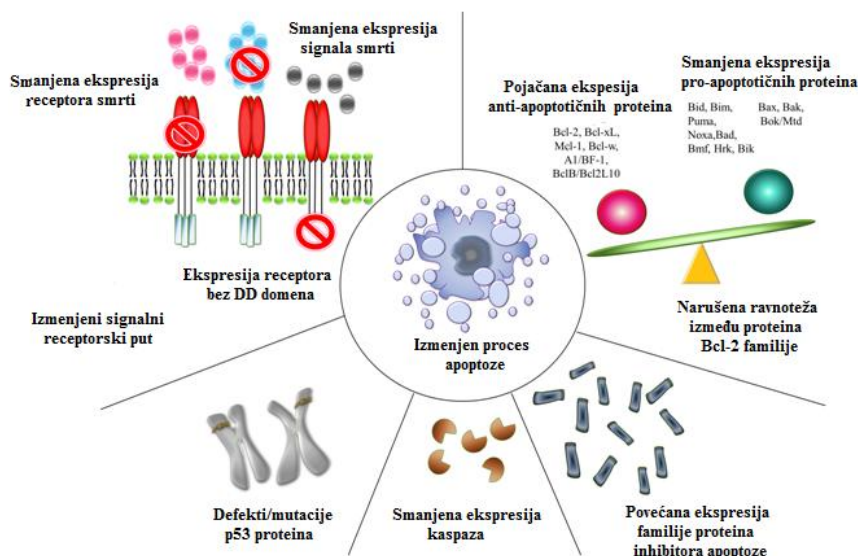 Smanjena ekspresija
signala smrti
Smanjena ekspresija
receptora smrti
Ekspresija receptora
bez DD domena
Izmenjeni signalni
receptorski put
Pojačana ekspesija
anti-apoptotičnih proteina
Bcl-2, Bcl-xL,
Mcl-1, Bcl-w,
A1/BF-1,
BclB/Bcl2L10
Smanjena ekspresija
pro-apoptotičnih proteina
Bid, Bim, Bax, Bak,
Puma, Bok/Mtd
Noxa,Bad,
Bmf, Hrk, Bik
Narušena ravnoteža
između proteina
Bcl-2 familije
Izmenjen proces
apoptoze
Defekti/mutacije
p53 proteina
Smanjena ekspresija
kaspaza
Povećana ekspresija
familije proteina
inhibitora apoptoze